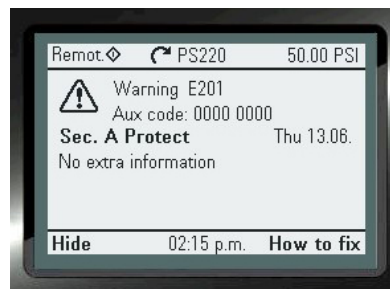 Remot. PS220 50.00 PSI
Warning E201
Aux code: 0000 0000
Sec. A Protect Thu 13.06.
No extra information
Hide 02:15 p.m. How to fix